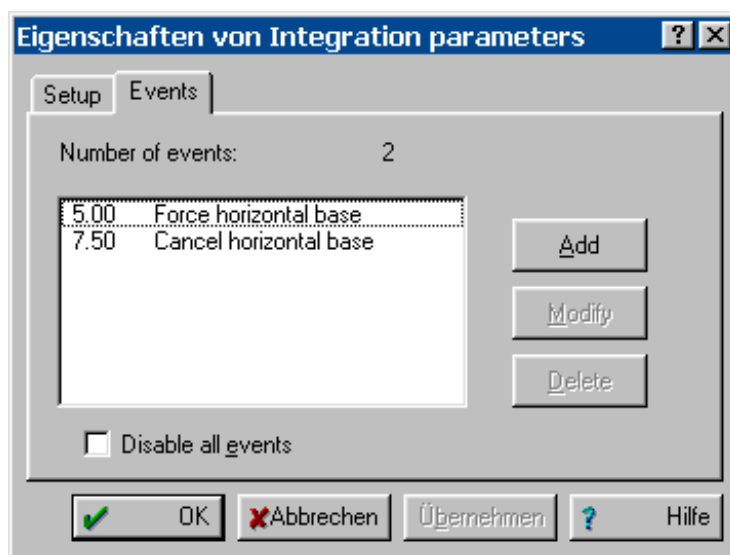 Eigenschaften von Integration parameters
Setup Events
Number of events: 2
5.00 Force horizontal base
7.50 Cancel horizontal base
Add
Modify
Delete
Disable all events
OK Abbrechen Übernehmen ? Hilfe